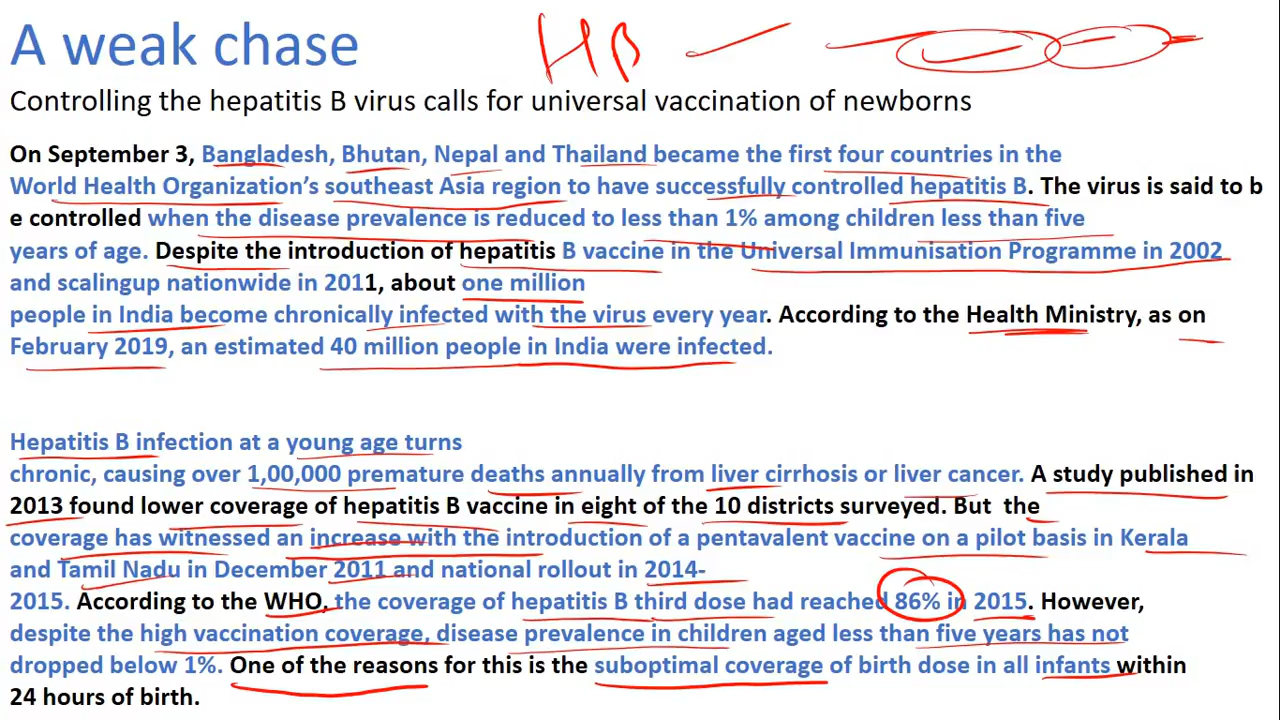 A weak chase
HB
Controlling the hepatitis B virus calls for universal vaccination of newborns
On September 3, Bangladesh, Bhutan, Nepal and Thailand became the first four countries in the
World Health Organization's southeast Asia region to have successfully controlled hepatitis B. The virus is said to b
e controlled when the disease prevalence is reduced to less than 1% among children less than five
years of age. Despite the introduction of hepatitis B vaccine in the Universal Immunisation Programme in 2002
and scalingup nationwide in 2011, about one million
people in India become chronically infected with the virus every year. According to the Health Ministry, as on
February 2019, an estimated 40 million people in India were infected.
Hepatitis B infection at a young age turns
chronic, causing over 1,00,000 premature deaths annually from liver cirrhosis or liver cancer. A study published in
2013 found lower coverage of hepatitis B vaccine in eight of the 10 districts surveyed. But the
coverage has witnessed an increase with the introduction of a pentavalent vaccine on a pilot basis in Kerala
and Tamil Nadu in December 2011 and national rollout in 2014-
2015. According to the WHO, the coverage of hepatitis B third dose had reached 86% in 2015. However,
despite the high vaccination coverage, disease prevalence in children aged less than five years has not
dropped below 1%. One of the reasons for this is the suboptimal coverage of birth dose in all infants within
24 hours of birth.